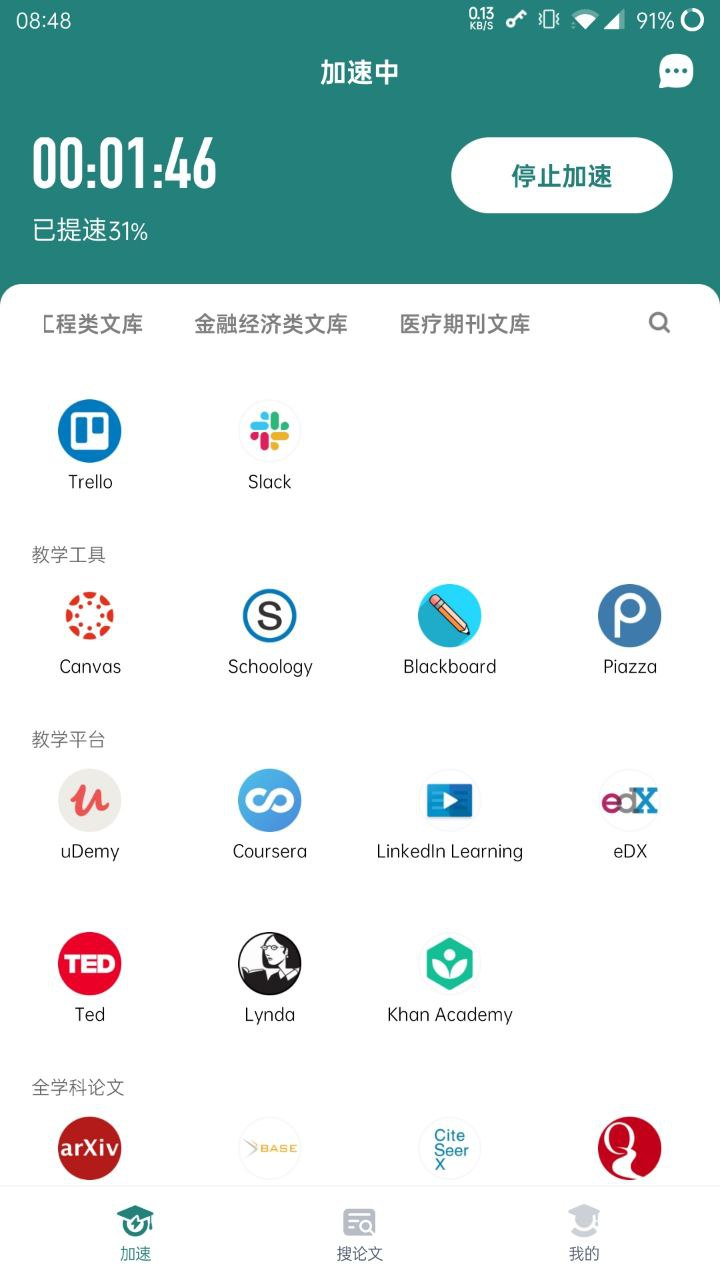 08:48
0.13
KB/S
91%
加速中
00:01:46
停止加速
已提速31%
工程类文库
金融经济类文库
医疗期刊文库
Trello
Slack
教学工具
S
P
Canvas
Schoology
Blackboard
Piazza
教学平台
u
edX
uDemy
Coursera
LinkedIn Learning
eDX
TED
Ted
Lynda
Khan Academy
全学科论文
arXiv
BASE
Cite
Seer
X
加速
搜论文
我的